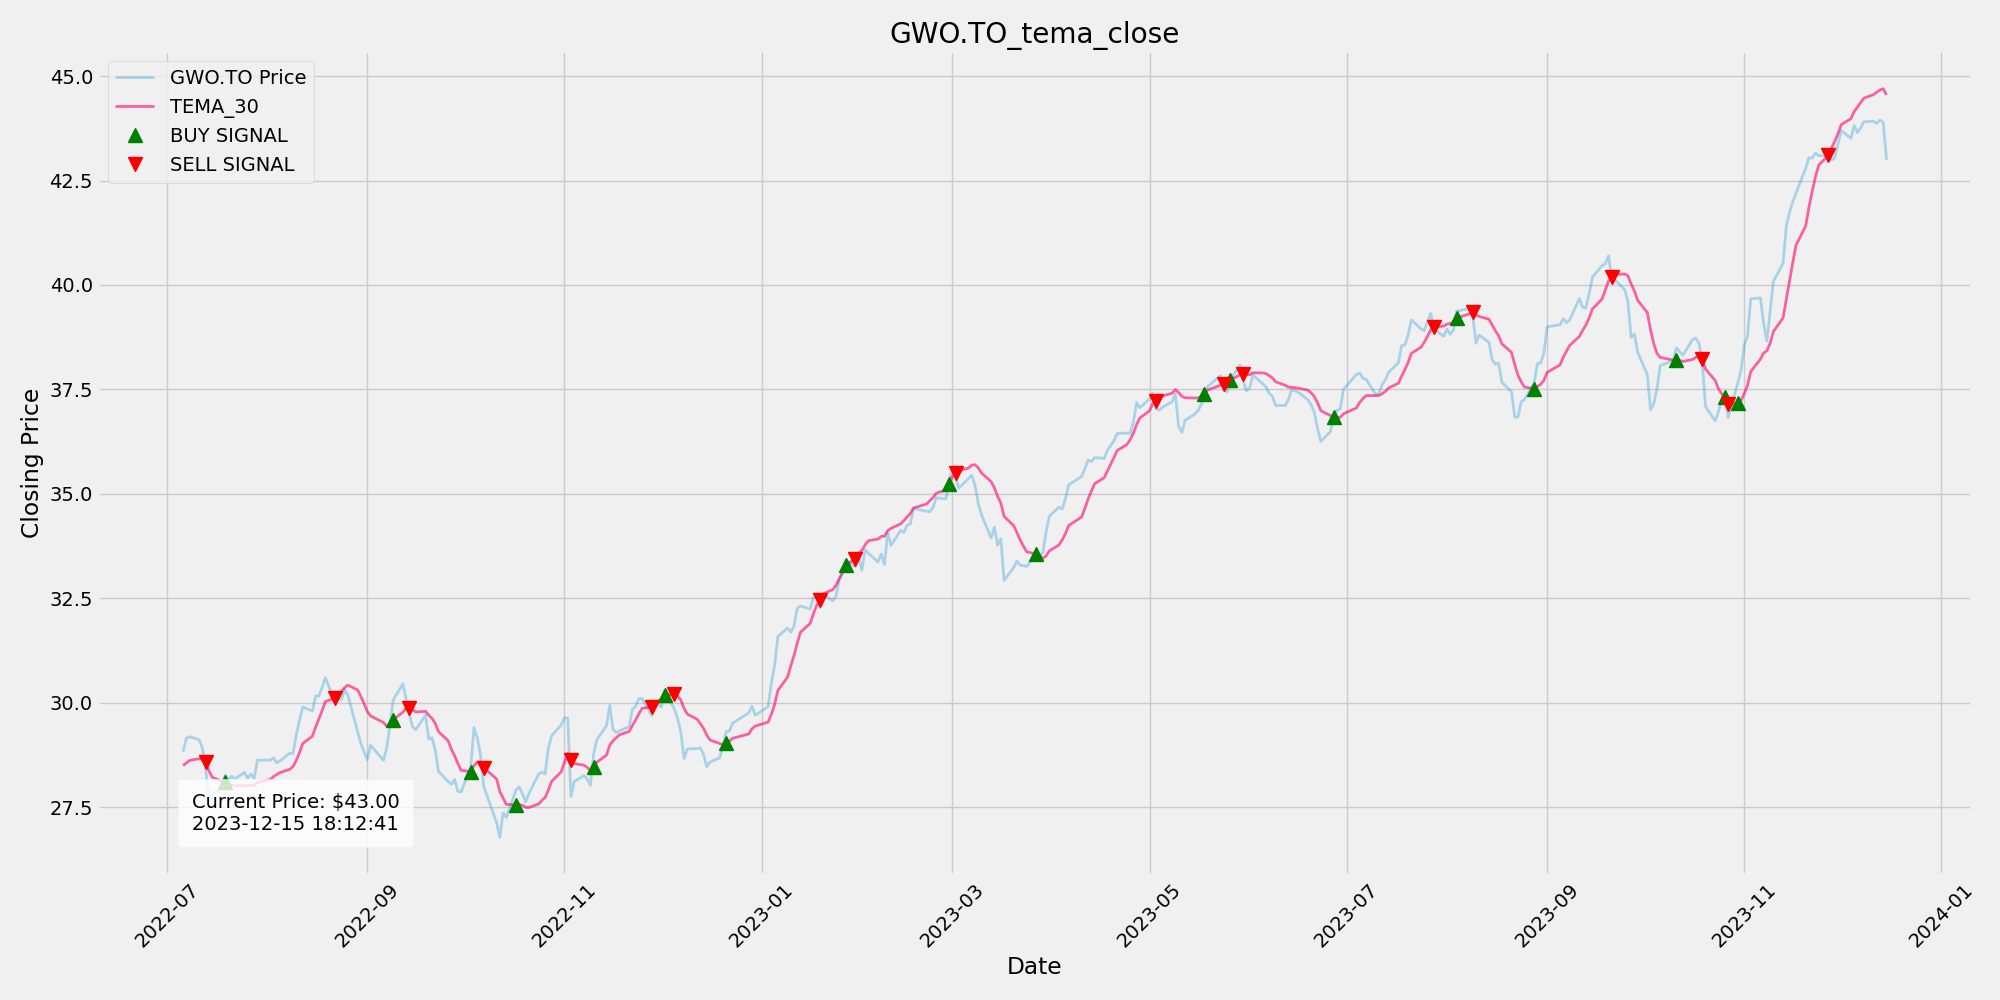 GWO.TO_tema_close
GWO.TO Price
TEMA_30
BUY SIGNAL
SELL SIGNAL
45.0
42.5
40.0
37.5
35.0
32.5
30.0
27.5
Closing Price
Current Price: $43.00
2023-12-15 18:12:41
2022-07
2022-09
2022-11
2023-01
2023-03
2023-05
2023-07
2023-09
2023-11
2024-01
Date